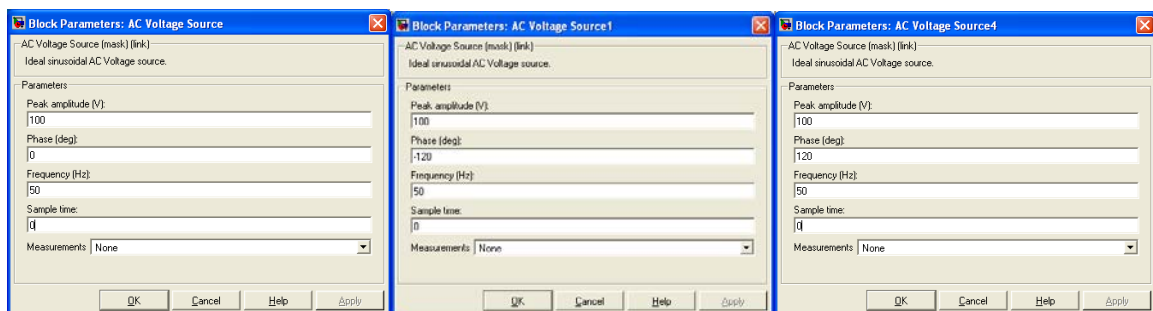 Block Parameters: AC Voltage Source
AC Voltage Source (mask) (link)
Ideal sinusoidal AC Voltage source.
Parameters
Peak amplitude (V):
100
Phase (deg):
0
Frequency (Hz):
50
Sample time:
0
Measurements None
OK Cancel Help Apply
Block Parameters: AC Voltage Source1
AC Voltage Source (mask) (link)
Ideal sinusoidal AC Voltage source.
Parameters
Peak amplitude (V):
100
Phase (deg):
-120
Frequency (Hz):
50
Sample time:
0
Measurements None
OK Cancel Help Apply
Block Parameters: AC Voltage Source4
AC Voltage Source (mask) (link)
Ideal sinusoidal AC Voltage source.
Parameters
Peak amplitude (V):
100
Phase (deg):
120
Frequency (Hz):
50
Sample time:
0
Measurements None
OK Cancel Help Apply